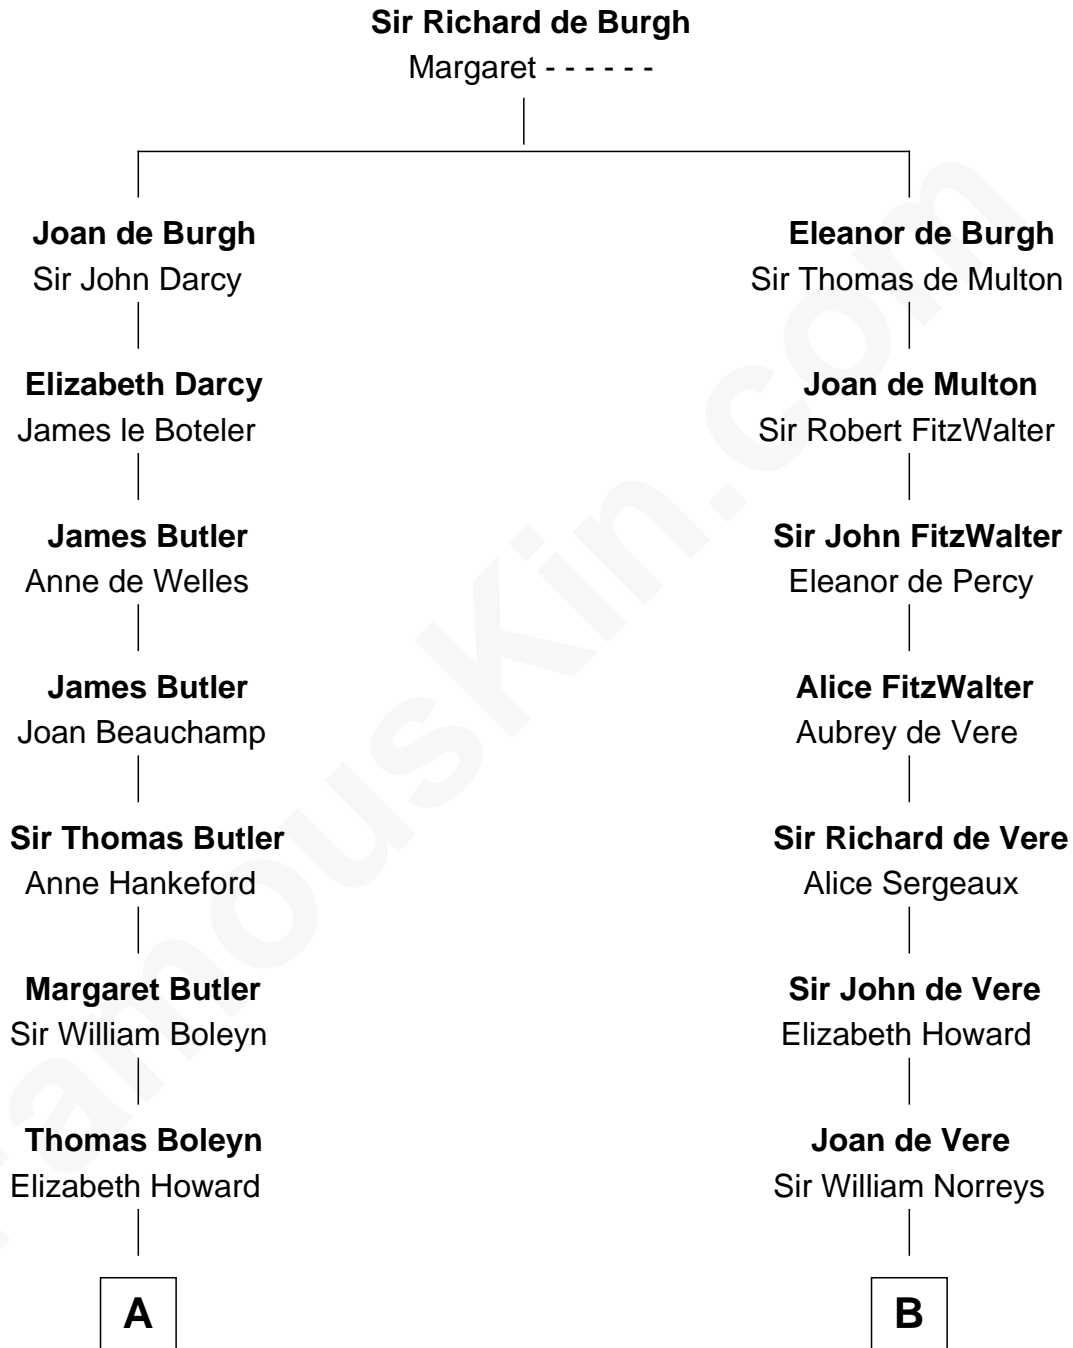 Sir Richard de Burgh
Margaret - - - - - -
Joan de Burgh
Sir John Darcy
Eleanor de Burgh
Sir Thomas de Multon
Elizabeth Darcy
James le Boteler
Joan de Multon
Sir Robert FitzWalter
James Butler
Anne de Welles
Sir John FitzWalter
Eleanor de Percy
James Butler
Joan Beauchamp
Alice FitzWalter
Aubrey de Vere
Sir Thomas Butler
Anne Hankeford
Sir Richard de Vere
Alice Sergeaux
Margaret Butler
Sir William Boleyn
Sir John de Vere
Elizabeth Howard
Thomas Boleyn
Elizabeth Howard
Joan de Vere
Sir William Norreys
A
B
FamousKin.com